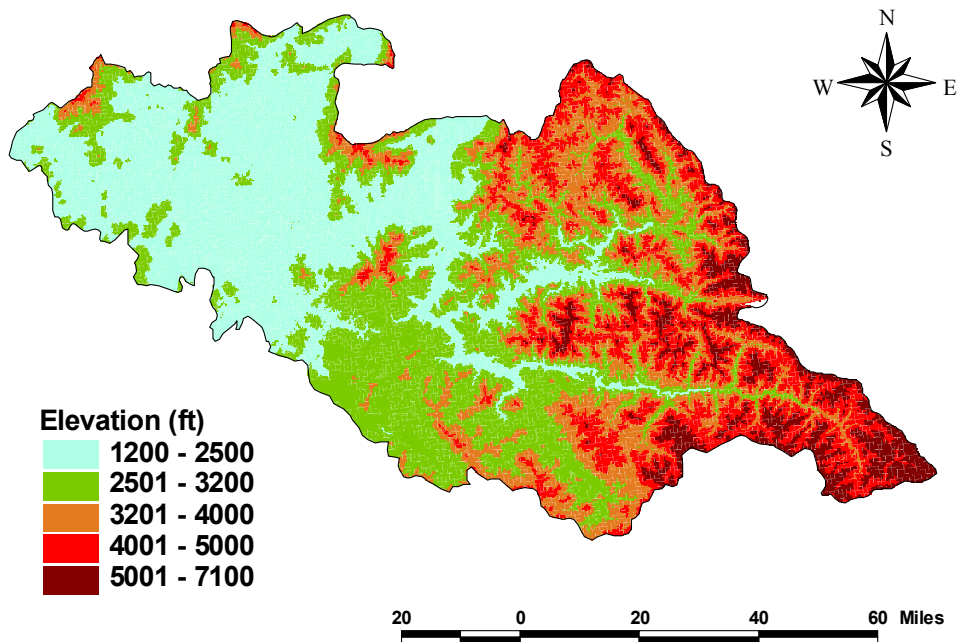 N
W E
S
Elevation (ft)
1200 - 2500
2501 - 3200
3201 - 4000
4001 - 5000
5001 - 7100
20 0 20 40 60 Miles